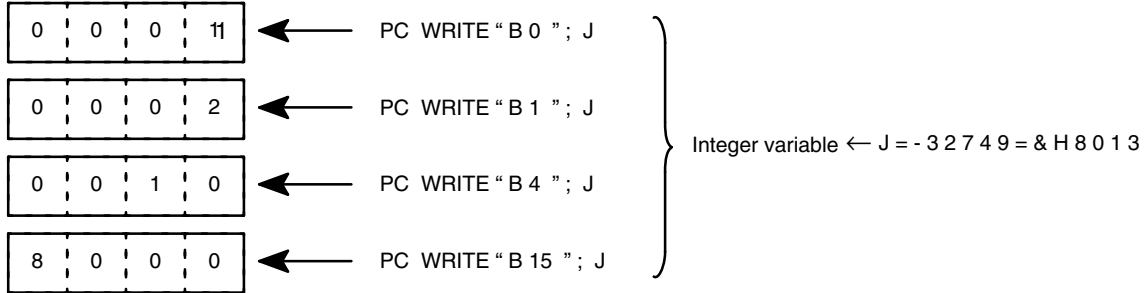 0 0 0 11 PC WRITE “ B 0 ” ; J
0 0 0 2 PC WRITE “ B 1 ” ; J
Integer variable ← J = - 3 2 7 4 9 = & H 8 0 1 3
0 0 1 0 PC WRITE “ B 4 ” ; J
8 0 0 0 PC WRITE “ B 15 ” ; J